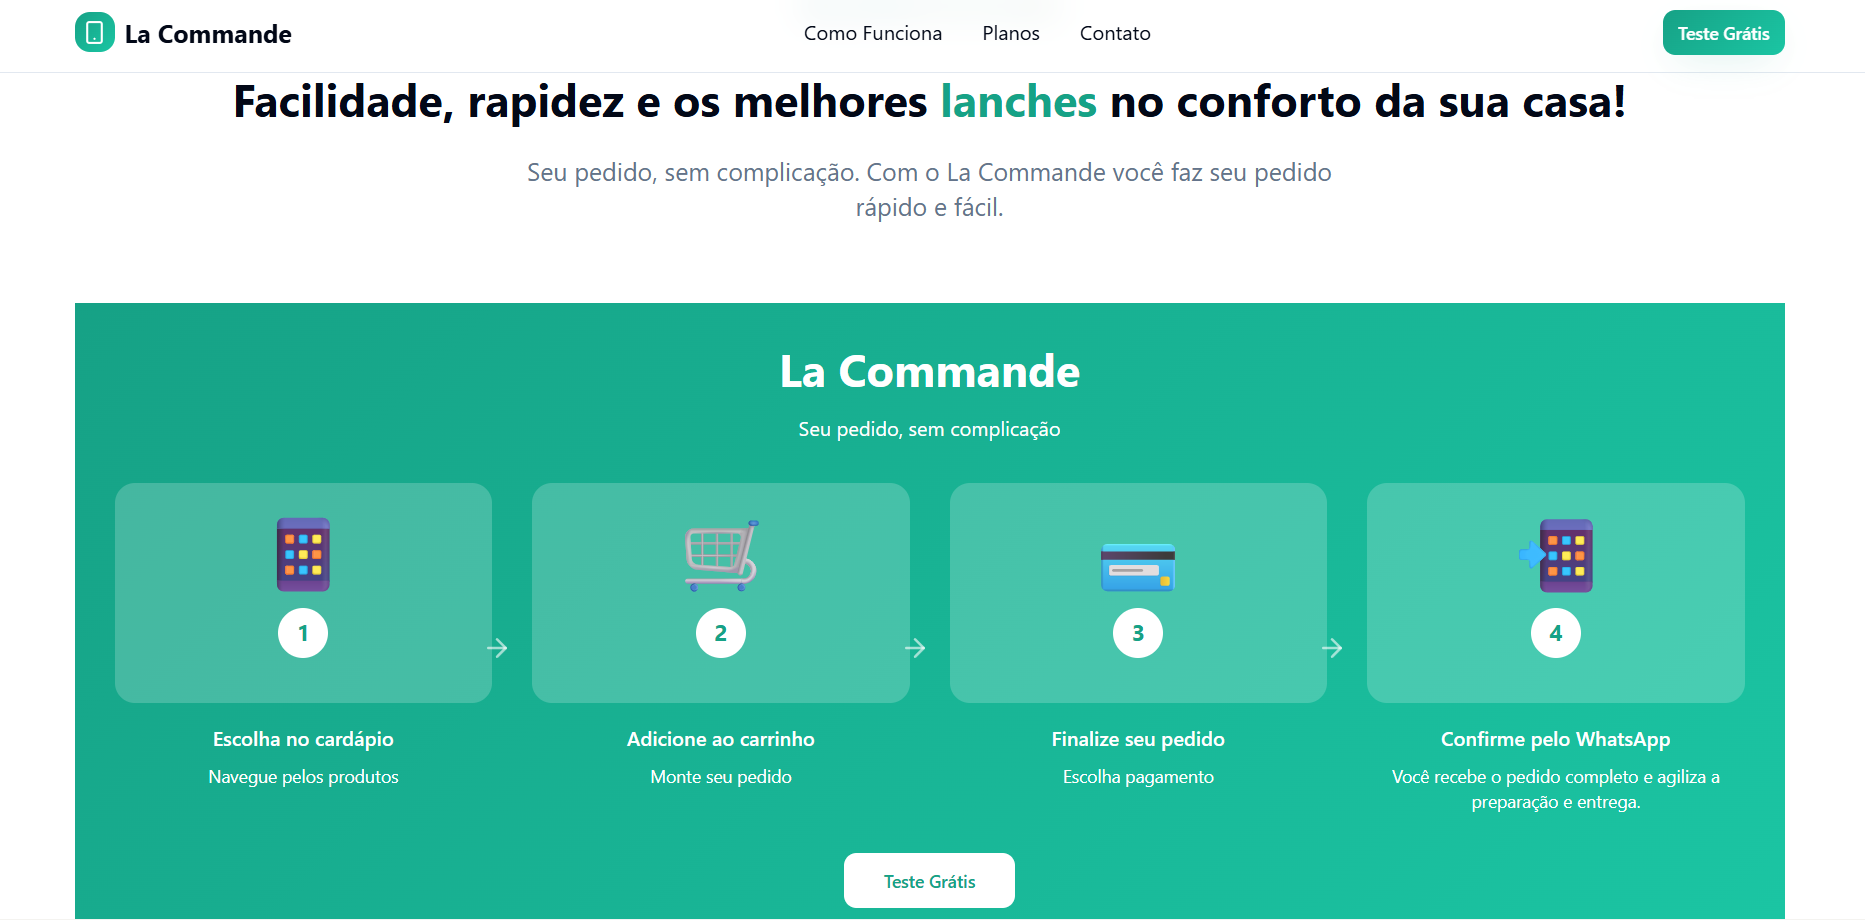 La Commande
Como Funciona
Planos
Contato
Teste Grátis
Facilidade, rapidez e os melhores lanches no conforto da sua casa!
Seu pedido, sem complicação. Com o La Commande você faz seu pedido
rápido e fácil.
La Commande
Seu pedido, sem complicação
1
2
3
4
Escolha no cardápio
Navegue pelos produtos
Adicione ao carrinho
Monte seu pedido
Finalize seu pedido
Escolha pagamento
Confirme pelo WhatsApp
Você recebe o pedido completo e agiliza a
preparação e entrega.
Teste Grátis